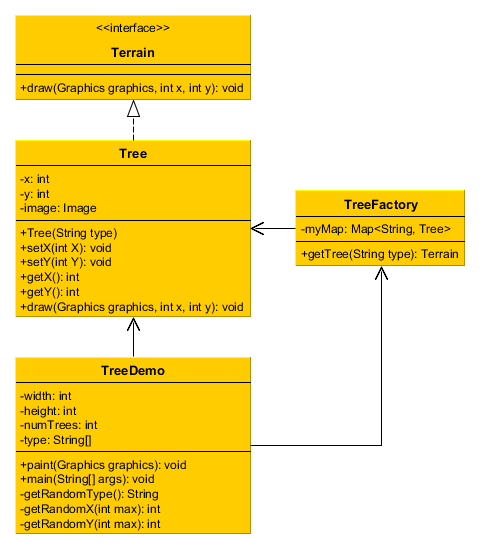 <<interface>>
Terrain
+draw(Graphics graphics, int x, int y): void
Tree
-x: int
-y: int
-image: Image
+Tree(String type)
+setX(int X): void
+setY(int Y): void
+getX(): int
+getY(): int
+draw(Graphics graphics, int x, int y): void
TreeFactory
-myMap: Map<String, Tree>
+getTree(String type): Terrain
TreeDemo
-width: int
-height: int
-numTrees: int
-type: String[]
+paint(Graphics graphics): void
+main(String[] args): void
-getRandomType(): String
-getRandomX(int max): int
-getRandomY(int max): int